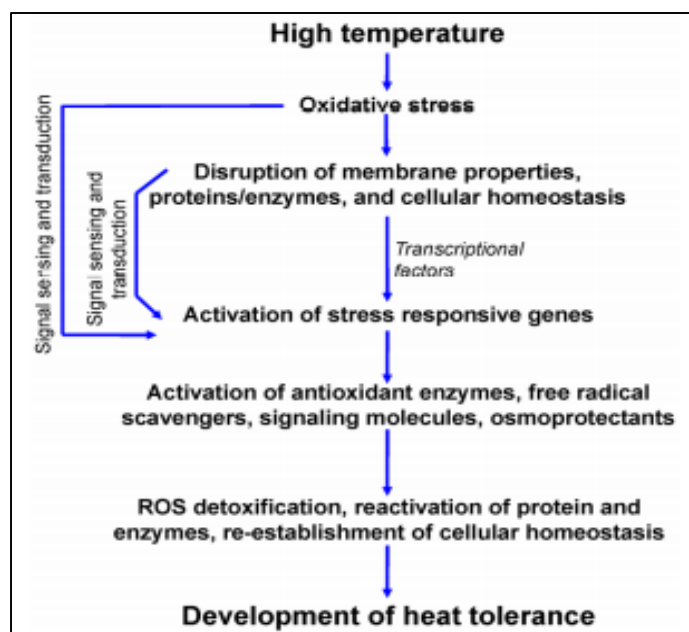 High temperature
Oxidative stress
Signal sensing and transduction
Signal sensing and
transduction
Disruption of membrane properties,
proteins/enzymes, and cellular homeostasis
Transcriptional
factors
Activation of stress responsive genes
Activation of antioxidant enzymes, free radical
scavengers, signaling molecules, osmoprotectants
ROS detoxification, reactivation of protein and
enzymes, re-establishment of cellular homeostasis
Development of heat tolerance